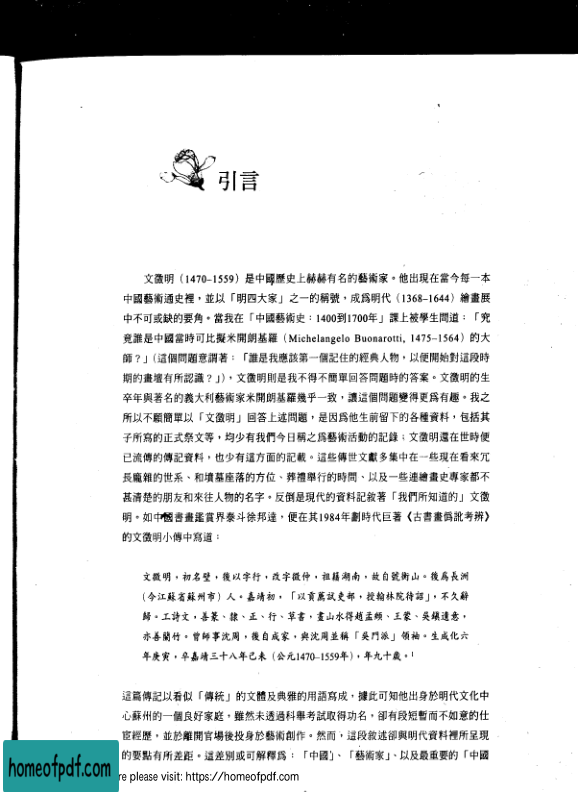 引言
文徵明（1470–1559）是中國歷史上赫赫有名的藝術家。他出現在當今每一本
中國藝術通史裡，並以「明四大家」之一的稱號，成爲明代（1368–1644）繪畫展
中不可或缺的要角。當我在「中國藝術史：1400到1700年」課上被學生問道：「究
竟誰是中國當時可比擬米開朗基羅（Michelangelo Buonarotti, 1475–1564）的大
師？」（這個問題意謂著：「誰是我應該第一個記住的經典人物，以便開始對這段時
期的畫壇有所認識？」），文徵明則是我不得不簡單回答問題時的答案。文徵明的生
卒年與著名的義大利藝術家米開朗基羅幾乎一致，讓這個問題變得更爲有趣。我之
所以不願簡單以「文徵明」回答上述問題，是因爲他生前留下的各種資料，包括其
子所寫的正式祭文等，均少有我們今日稱之爲藝術活動的記錄；文徵明還在世時便
已流傳的傳記資料，也少有這方面的記載。這些傳世文獻多集中在一些現在看來冗
長龐雜的世系、和墳墓座落的方位、葬禮舉行的時間、以及一些連繪畫史專家都不
甚清楚的朋友和來往人物的名字。反倒是現代的資料記敘著「我們所知道的」文徵
明。如中國書畫鑑賞界泰斗徐邦達，便在其1984年劃時代巨著《古書畫僞訛考辨》
的文徵明小傳中寫道：
文徵明，初名壁，後以字行，改字徵仲，祖籍湖南，故自號衡山。後爲長洲
（今江蘇省蘇州市）人。嘉靖初，「以貢薦試吏部，授翰林院待詔」，不久辭
歸。工詩文，善篆、隸、正、行、草書，畫山水得趙孟頫、王蒙、吳鎮遺意，
亦善蘭竹。曾師事沈周，後自成家，與沈周並稱「吳門派」領袖。生成化六
年庚寅，卒嘉靖三十八年己未（公元1470–1559年），年九十歲。1
這篇傳記以看似「傳統」的文體及典雅的用語寫成，據此可知他出身於明代文化中
心蘇州的一個良好家庭，雖然未透過科舉考試取得功名，卻有段短暫而不如意的仕
宦經歷，並於離開官場後投身於藝術創作。然而，這段敘述卻與明代資料裡所呈現
的要點有所差距。這差別或可解釋爲：「中國」、「藝術家」、以及最重要的「中國
homeofpdf.com
re please visit: https://homeofpdf.com